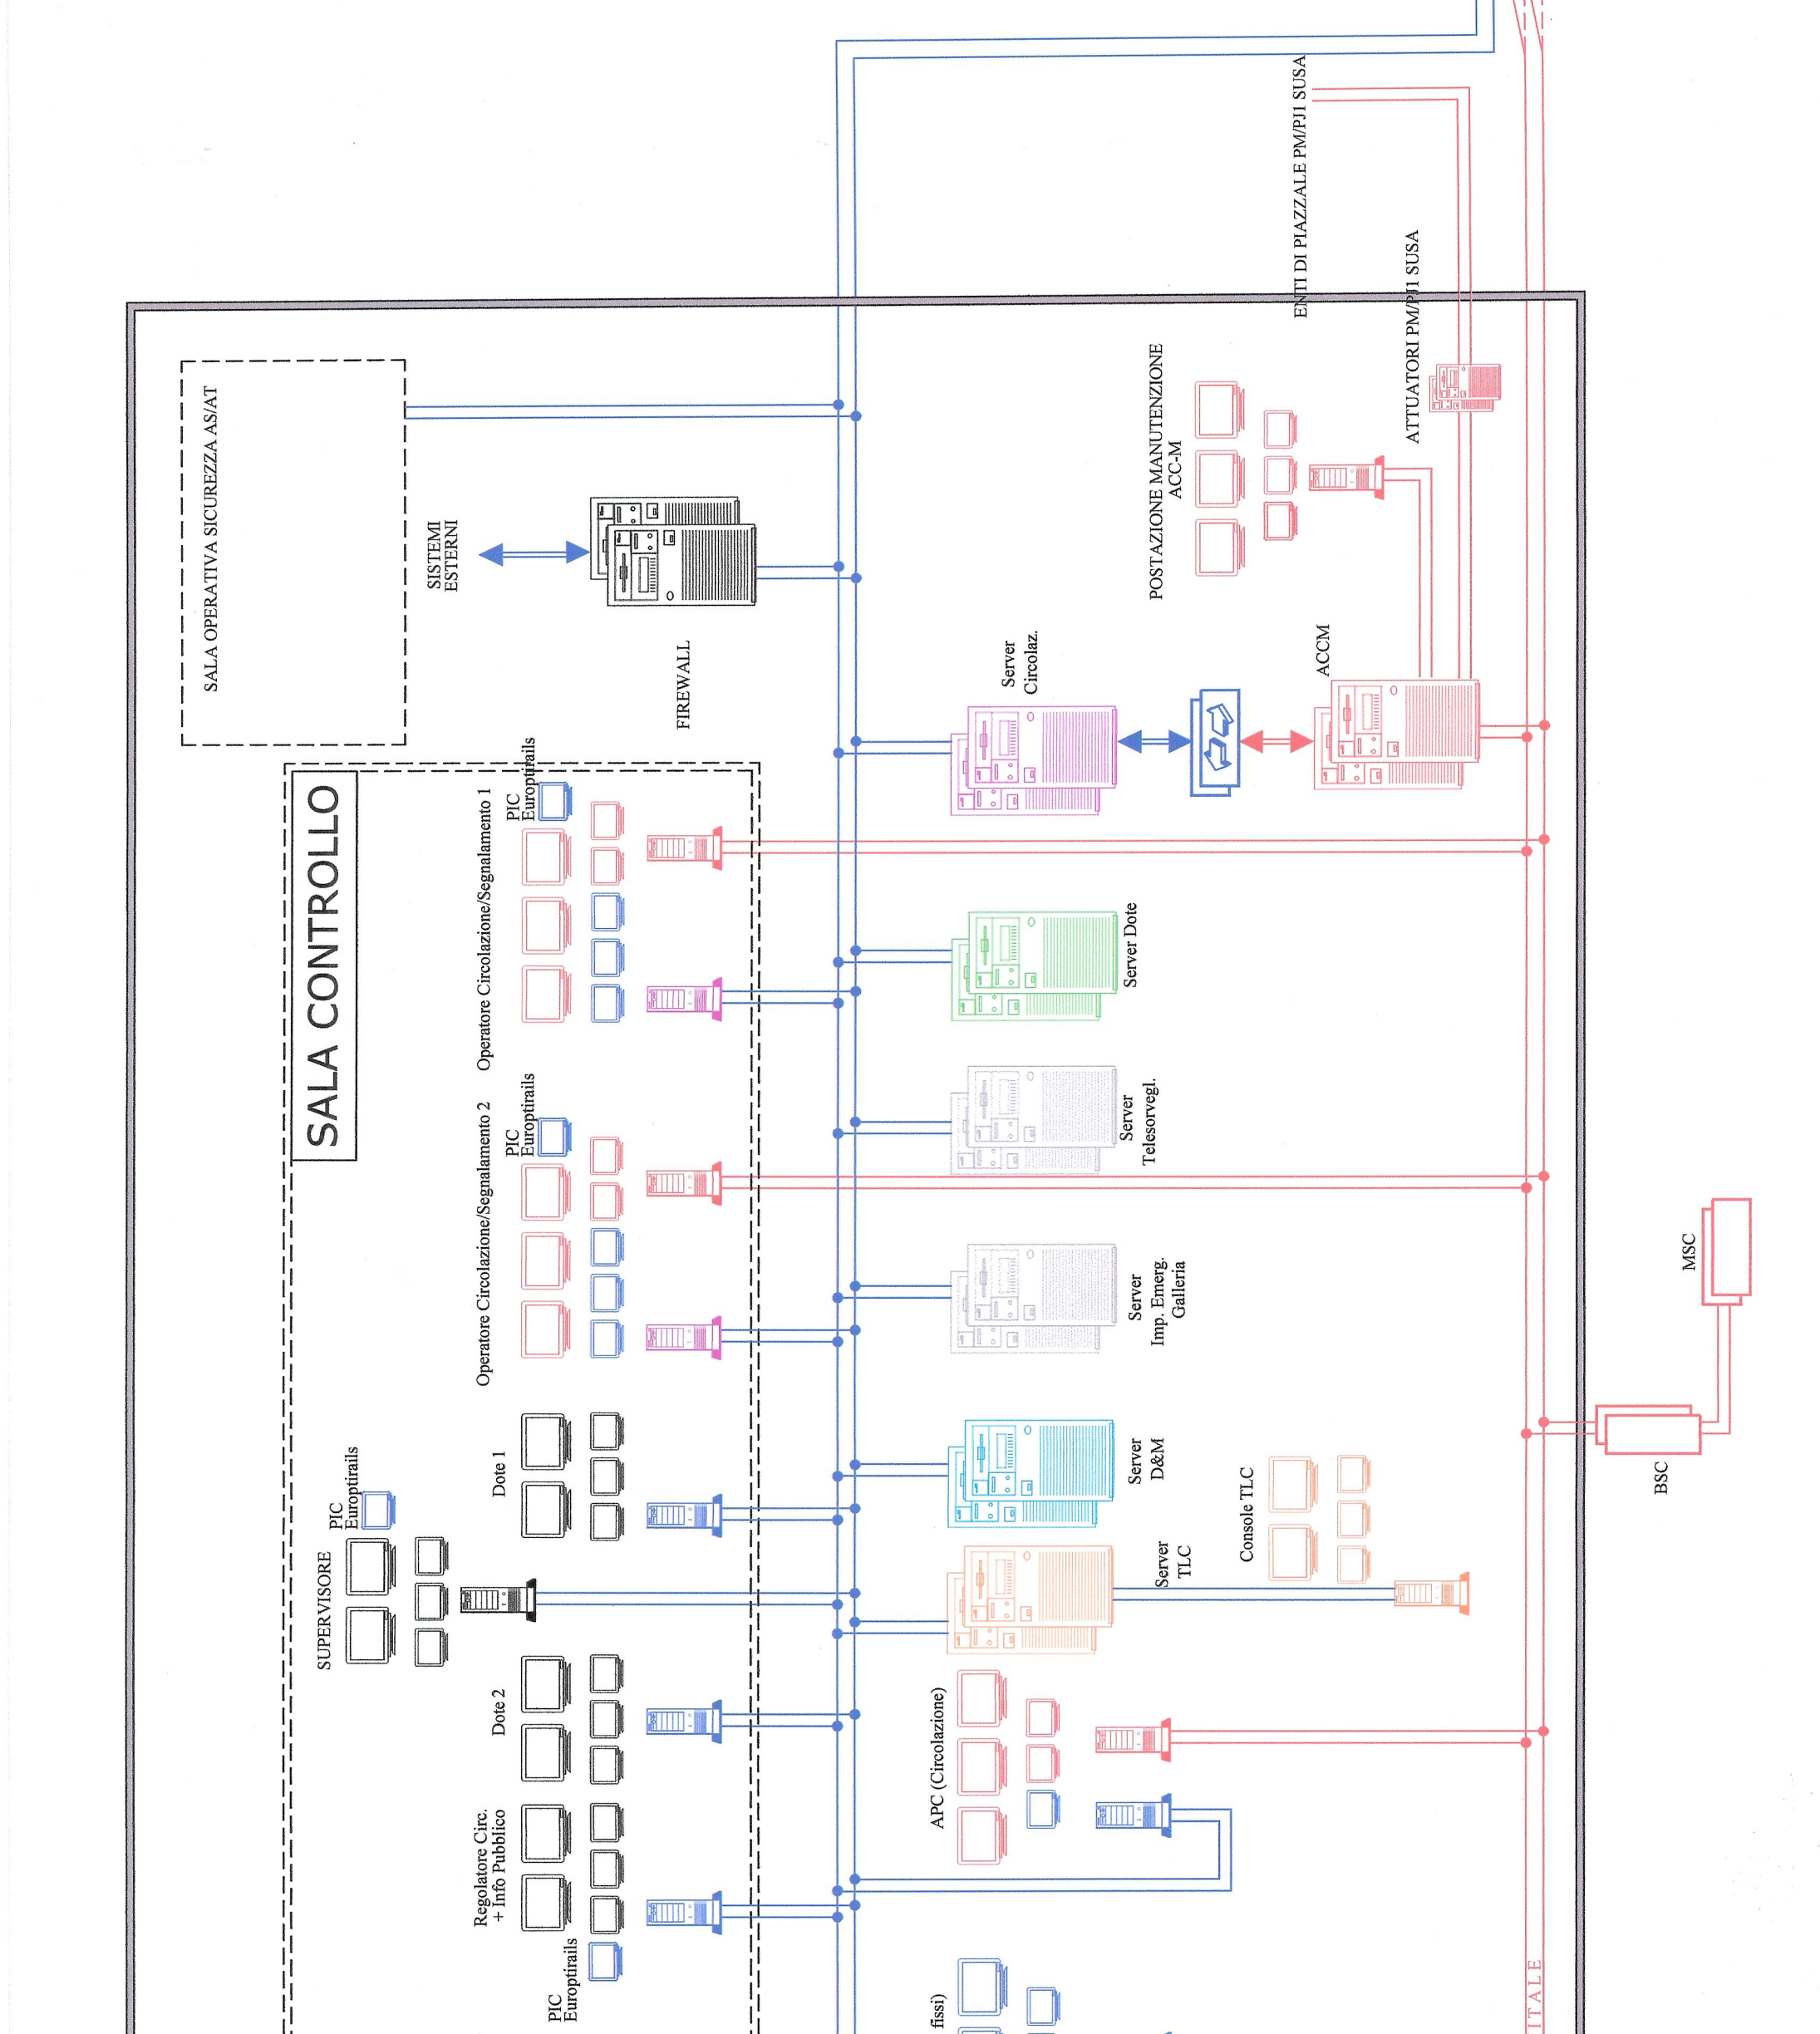 ENTI DI PIAZZALE PM/PJ1 SUSA
ATTUATORI PM/PJ1 SUSA
SALA OPERATIVA SICUREZZA AS/AT
SISTEMI
ESTERNI
FIREWALL
POSTAZIONE MANUTENZIONE
ACC-M
Server
Circolaz.
ACCM
SALA CONTROLLO
Operatore Circolazione/Segnalamento 1
PIC
Europtirails
Server Dote
Operatore Circolazione/Segnalamento 2
PIC
Europtirails
Server
Telesorvegl.
Server
Imp. Emerg.
Galleria
MSC
BSC
Dote 1
Server
D&M
Console TLC
SUPERVISORE
PIC
Europtirails
Server
TLC
Dote 2
APC (Circolazione)
Regolatore Circ.
+ Info Pubblico
PIC
Europtirails
fissi)
ITALE